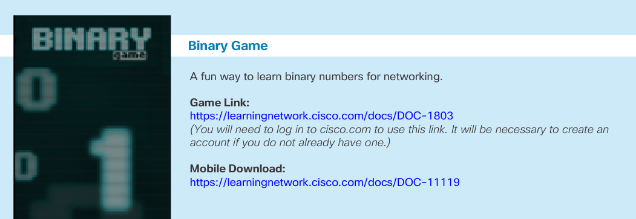 BINARY
game
0
0
1
Binary Game
A fun way to learn binary numbers for networking.
Game Link:
https://learningnetwork.cisco.com/docs/DOC-1803
(You will need to log in to cisco.com to use this link. It will be necessary to create an
account if you do not already have one.)
Mobile Download:
https://learningnetwork.cisco.com/docs/DOC-11119